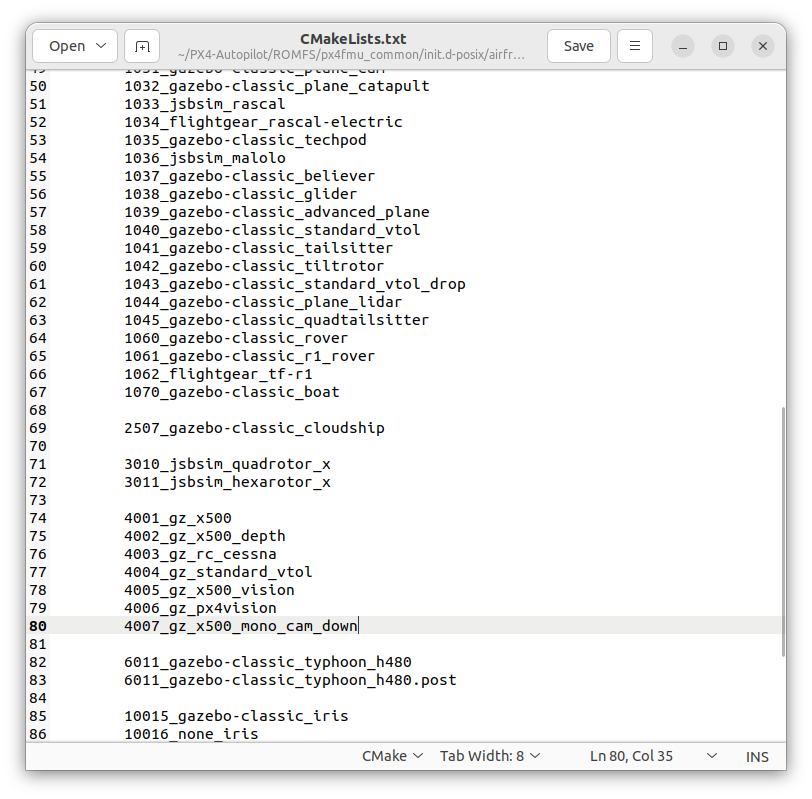 Open
CMakeLists.txt
~/PX4-Autopilot/ROMFS/px4fmu_common/init.d-posix/airfr…
Save
50 1032_gazebo-classic_plane_catapult
51 1033_jsbsim_rascal
52 1034_flightgear_rascal-electric
53 1035_gazebo-classic_techpod
54 1036_jsbsim_malolo
55 1037_gazebo-classic_believer
56 1038_gazebo-classic_glider
57 1039_gazebo-classic_advanced_plane
58 1040_gazebo-classic_standard_vtol
59 1041_gazebo-classic_tailsitter
60 1042_gazebo-classic_tiltrotor
61 1043_gazebo-classic_standard_vtol_drop
62 1044_gazebo-classic_plane_lidar
63 1045_gazebo-classic_quadtailsitter
64 1060_gazebo-classic_rover
65 1061_gazebo-classic_r1_rover
66 1062_flightgear_tf-r1
67 1070_gazebo-classic_boat
68
69 2507_gazebo-classic_cloudship
70
71 3010_jsbsim_quadrotor_x
72 3011_jsbsim_hexarotor_x
73
74 4001_gz_x500
75 4002_gz_x500_depth
76 4003_gz_rc_cessna
77 4004_gz_standard_vtol
78 4005_gz_x500_vision
79 4006_gz_px4vision
80 4007_gz_x500_mono_cam_down
81
82 6011_gazebo-classic_typhoon_h480
83 6011_gazebo-classic_typhoon_h480.post
84
85 10015_gazebo-classic_iris
86 10016_none_iris
CMake Tab Width: 8 Ln 80, Col 35 INS